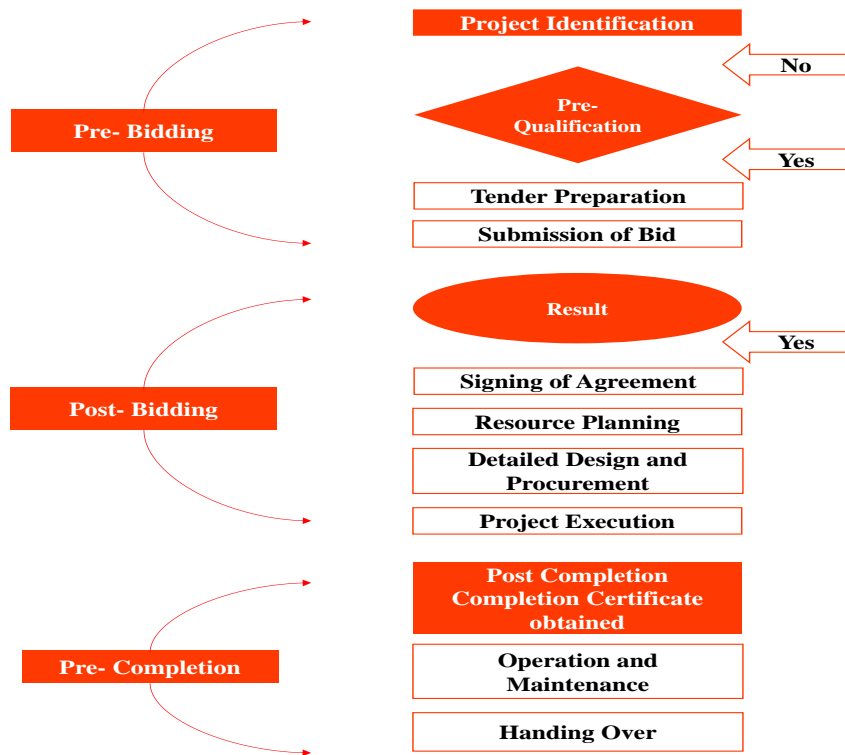 Project Identification
No
Pre-
Qualification
Pre- Bidding
Yes
Tender Preparation
Submission of Bid
Result
Yes
Signing of Agreement
Post- Bidding
Resource Planning
Detailed Design and
Procurement
Project Execution
Post Completion
Completion Certificate
obtained
Pre- Completion
Operation and
Maintenance
Handing Over